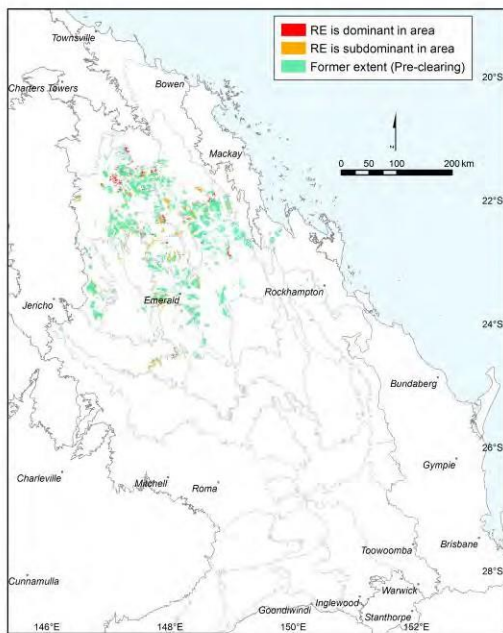 RE is dominant in area
RE is subdominant in area
Former extent (Pre-clearing)
Townsville
20°S
Charters Towers
Bowen
Mackay
0 50 100 200 km
22°S
Rockhampton
Emerald
Jericho
24°S
Bundaberg
26°S
Gympie
Charleville
Mitchell
Roma
Brisbane
Toowoomba
28°S
Cunnamulla
Warwick
Inglewood
Goondiwindi
Stanthorpe
146°E
148°E
150°E
152°E